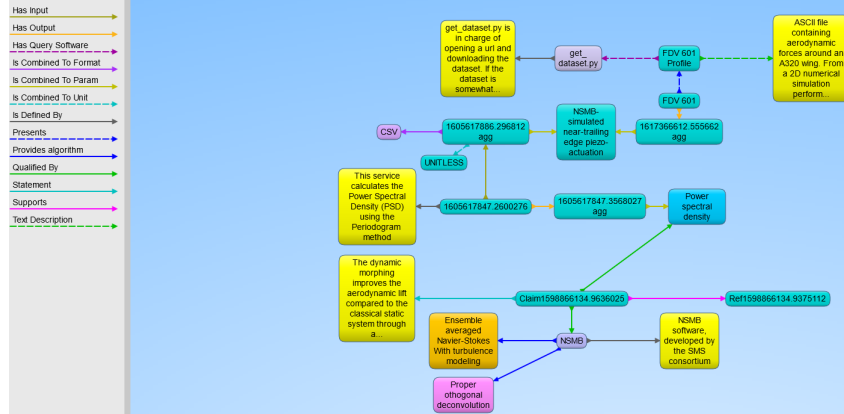 Has Input
Has Output
Has Query Software
Is Combined To Format
Is Combined To Param
Is Combined To Unit
Is Defined By
Presents
Provides algorithm
Qualified By
Statement
Supports
Text Description
get_dataset.py is
in charge of
opening a url and
downloading the
dataset. If the
dataset is
somewhat...
get_
dataset.py
FDV 601
Profile
ASCII file
containing
aerodynamic
forces around an
A320 wing. From
a 2D numerical
simulation
perform...
FDV 601
CSV
1605617886.296812
agg
NSMB-
simulated
near-trailing
edge piezo-
actuation
1617366612.555662
agg
UNITLESS
This service
calculates the
Power Spectral
Density (PSD)
using the
Periodogram
method
1605617847.2600276
1605617847.3568027
agg
Power
spectral
density
The dynamic
morphing
improves the
aerodynamic lift
compared to the
classical static
system through
a...
Claim1598866134.9636025
Ref1598866134.9375112
Ensemble
averaged
Navier-Stokes
With turbulence
modeling
NSMB
NSMB
software,
developed by
the SMS
consortium
Proper
othogonal
deconvolution